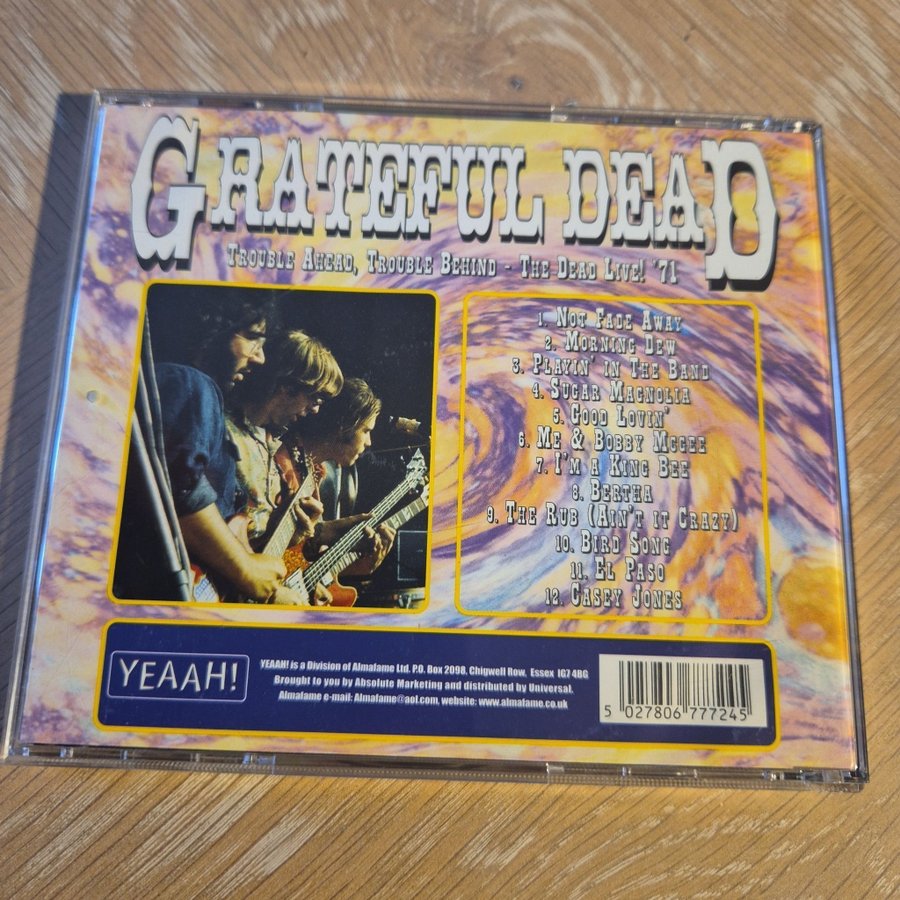 GRATEFUL DEAD
TROUBLE AHEAD, TROUBLE BEHIND - THE DEAD LIVE! '71
1. NOT FADE AWAY
2. MORNING DEW
3. PLAYIN' IN THE BAND
4. SUGAR MAGNOLIA
5. GOOD LOVIN'
6. ME & BOBBY MCGEE
7. I'M A KING BEE
8. BERTHA
9. THE RUB (AIN'T IT CRAZY)
10. BIRD SONG
11. EL PASO
12. CASEY JONES
YEAAH!
YEAAH! is a Division of Almafame Ltd. P.O. Box 2098, Chigwell Row, Essex IG7 4BG
Brought to you by Absolute Marketing and distributed by Universal.
Almafame e-mail: Almafame@aol.com, website: www.almafame.co.uk
5 027806 777245